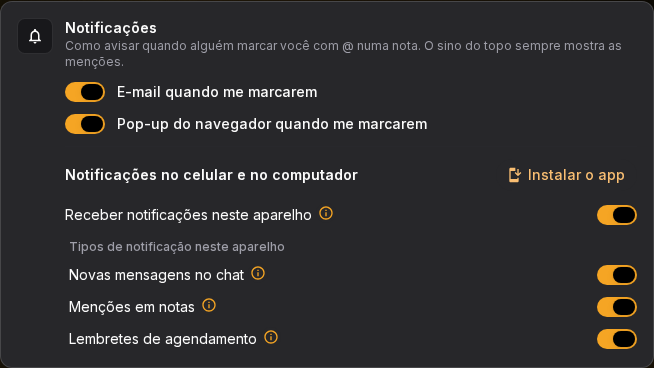 Notificações
Como avisar quando alguém marcar você com @ numa nota. O sino do topo sempre mostra as
menções.
E-mail quando me marcarem
Pop-up do navegador quando me marcarem
Notificações no celular e no computador
Instalar o app
Receber notificações neste aparelho
Tipos de notificação neste aparelho
Novas mensagens no chat
Menções em notas
Lembretes de agendamento